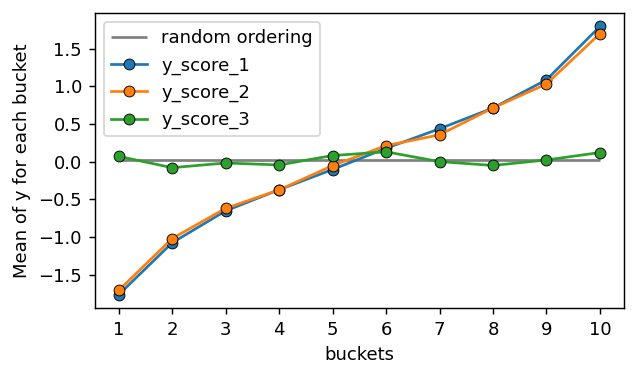 Mean of y for each bucket
1.5
1.0
0.5
0.0
−0.5
−1.0
−1.5
random ordering
y_score_1
y_score_2
y_score_3
1 2 3 4 5 6 7 8 9 10
buckets